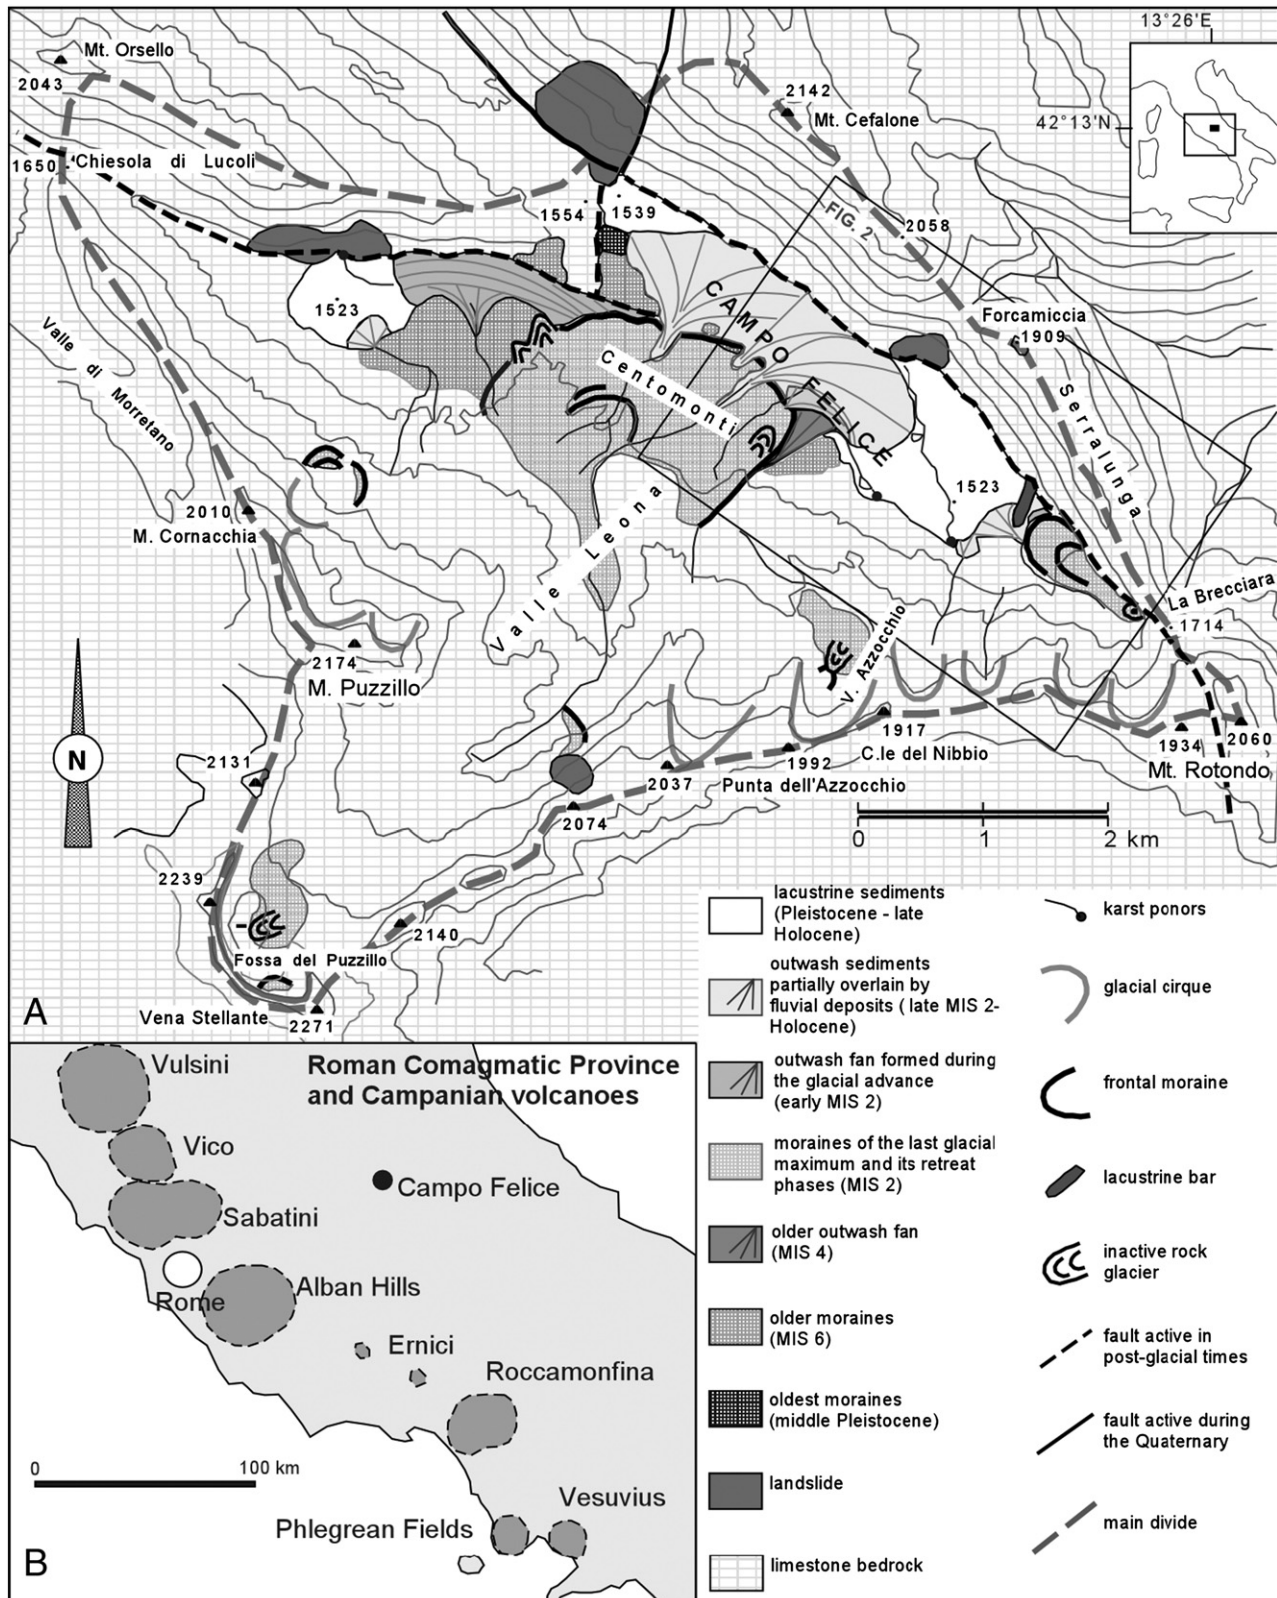 13°26'E
42°13'N
Mt. Orsello
2043
2142
Mt. Cefalone
1650
Chiesola di Lucoli
1554
1539
FIG. 2
2058
1523
CAMPO FELICE
Forcamiccia
1909
Valle di Morretano
Centomonti
Serralunga
1523
2010
M. Cornacchia
Valle Leona
La Brecciara
1714
2174
M. Puzzillo
V. Azzocchio
N
2131
1917
C.le del Nibbio
1992
2037
Punta dell'Azzocchio
1934
2060
Mt. Rotondo
2074
0 1 2 km
2239
2140
Fossa del Puzzillo
Vena Stellante
2271
A
Roman Comagmatic Province
and Campanian volcanoes
Vulsini
Vico
Campo Felice
Sabatini
Rome
Alban Hills
Ernici
Roccamonfina
0 100 km
Vesuvius
Phlegrean Fields
B
lacustrine sediments
(Pleistocene - late
Holocene)
outwash sediments
partially overlain by
fluvial deposits ( late MIS 2-
Holocene)
outwash fan formed during
the glacial advance
(early MIS 2)
moraines of the last glacial
maximum and its retreat
phases (MIS 2)
older outwash fan
(MIS 4)
older moraines
(MIS 6)
oldest moraines
(middle Pleistocene)
landslide
limestone bedrock
karst ponors
glacial cirque
frontal moraine
lacustrine bar
inactive rock
glacier
fault active in
post-glacial times
fault active during
the Quaternary
main divide